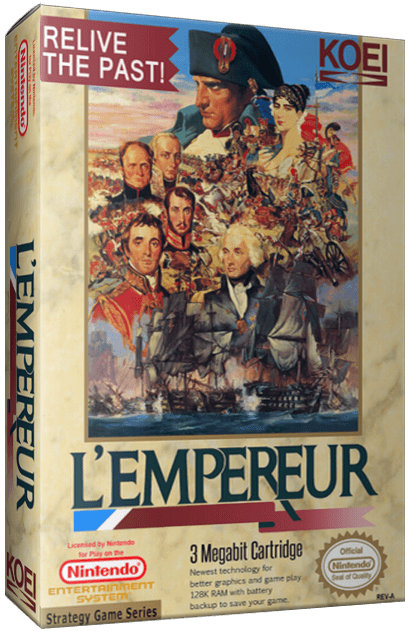 RELIVE
THE PAST!
KOEI
Nintendo
L'EMPEREUR
KOEI
L'EMPEREUR
Licensed by Nintendo
for Play on the
Nintendo
ENTERTAINMENT
SYSTEM
Strategy Game Series
3 Megabit Cartridge
Newest technology for
better graphics and game play.
128K RAM with battery
backup to save your game.
Official
Nintendo
Seal of Quality
REV-A